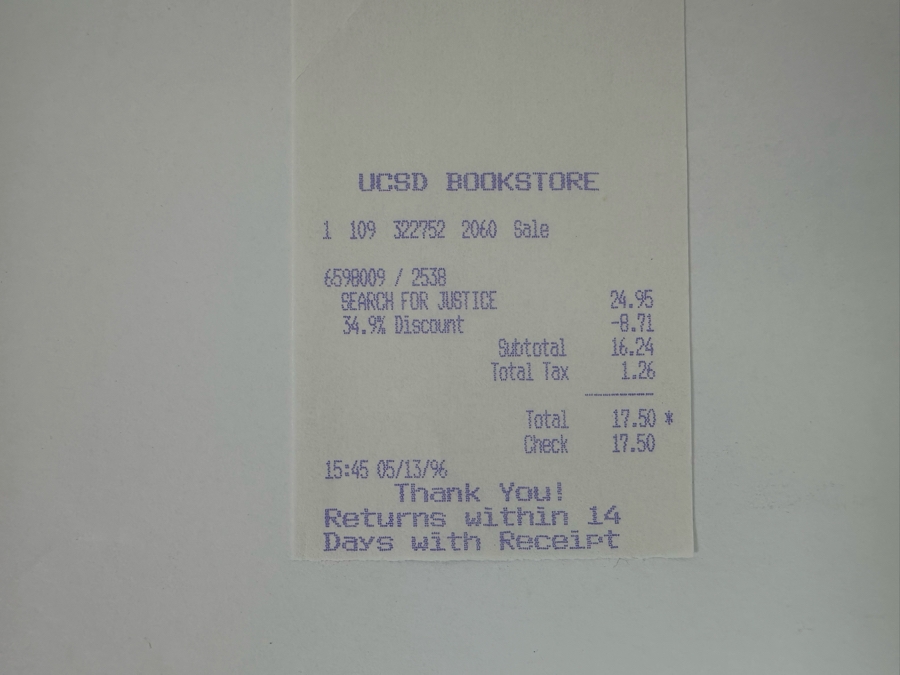 UCSD BOOKSTORE
1 109 322752 2060 Sale
6598009 / 2538
SEARCH FOR JUSTICE 24.95
34.9% Discount -8.71
Subtotal 16.24
Total Tax 1.26
Total 17.50 *
Check 17.50
15:45 05/13/96
Thank You!
Returns within 14
Days with Receipt